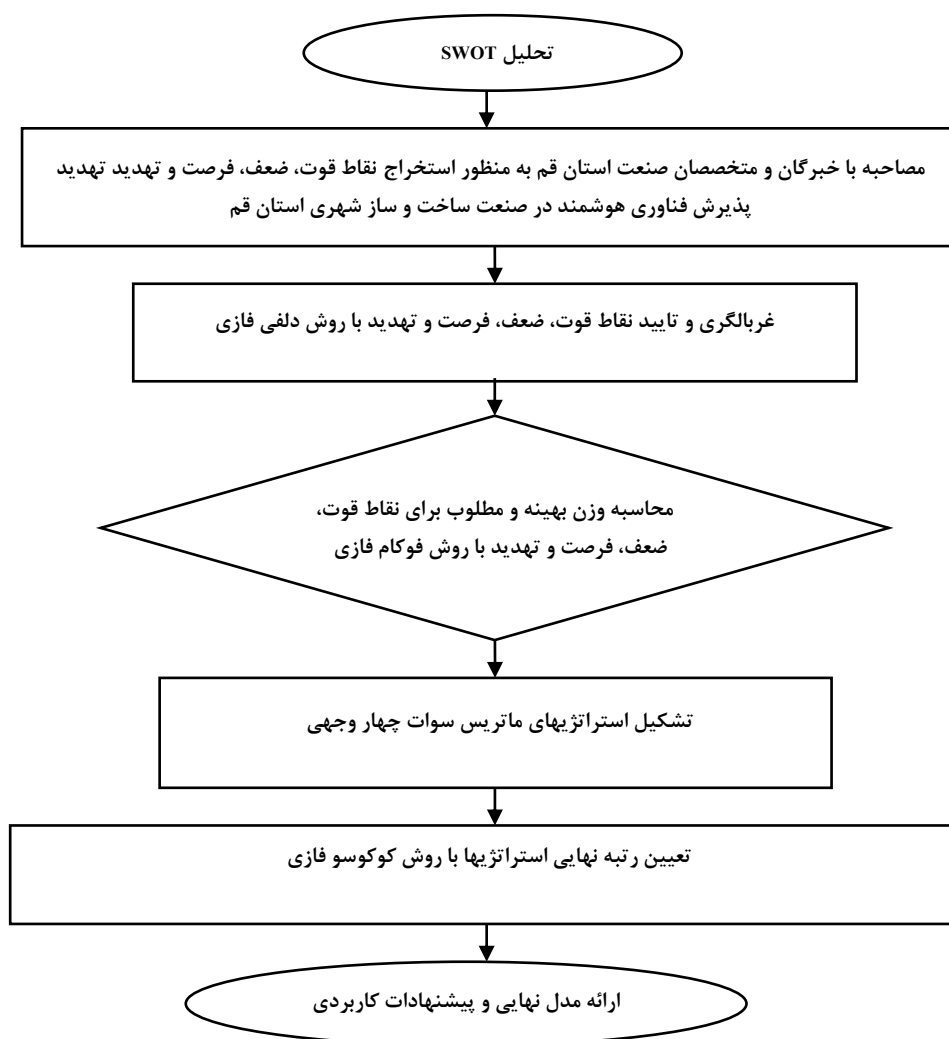 تحلیل SWOT
مصاحبه با خبرگان و متخصصان صنعت استان قم به منظور استخراج نقاط قوت، ضعف، فرصت و تهدید تهدید
پذیرش فناوری هوشمند در صنعت ساخت و ساز شهری استان قم
غربالگری و تایید نقاط قوت، ضعف، فرصت و تهدید با روش دلفی فازی
محاسبه وزن بهینه و مطلوب برای نقاط قوت،
ضعف، فرصت و تهدید با روش فوکام فازی
تشکیل استراتژیهای ماتریس سوات چهار وجهی
تعیین رتبه نهایی استراتژیها با روش کوکوسو فازی
ارائه مدل نهایی و پیشنهادات کاربردی